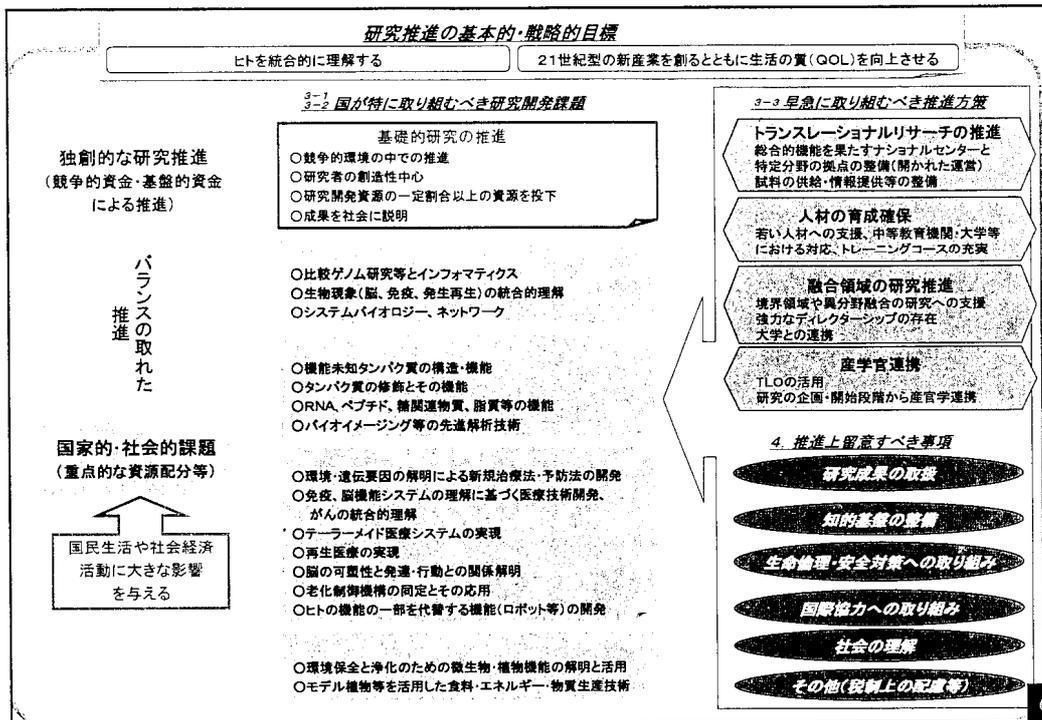 研究推進の基本的・戦略的目標
ヒトを統合的に理解する
21世紀型の新産業を創るとともに生活の質(QOL)を向上させる
独創的な研究推進
(競争的資金・基盤的資金
による推進)
バランスの取れた
推進
国家的・社会的課題
(重点的な資源配分等)
国民生活や社会経済
活動に大きな影響
を与える
3-1
3-2 国が特に取り組むべき研究開発課題
基礎的研究の推進
○競争的環境の中での推進
○研究者の創造性中心
○研究開発資源の一定割合以上の資源を投下
○成果を社会に説明
○比較ゲノム研究等とインフォマティクス
○生物現象(脳、免疫、発生再生)の統合的理解
○システムバイオロジー、ネットワーク
○機能未知タンパク質の構造・機能
○タンパク質の修飾とその機能
○RNA、ペプチド、糖関連物質、脂質等の機能
○バイオイメージング等の先進解析技術
○環境・遺伝要因の解明による新規治療法・予防法の開発
○免疫、脳機能システムの理解に基づく医療技術開発、
がんの統合的理解
○テーラーメイド医療システムの実現
○再生医療の実現
○脳の可塑性と発達・行動との関係解明
○老化制御機構の同定とその応用
○ヒトの機能の一部を代替する機能(ロボット等)の開発
○環境保全と浄化のための微生物・植物機能の解明と活用
○モデル植物等を活用した食料・エネルギー・物質生産技術
3-3 早急に取り組むべき推進方策
トランスレーショナルリサーチの推進
総合的機能を果たすナショナルセンターと
特定分野の拠点の整備(開かれた運営)
試料の供給・情報提供等の整備
人材の育成確保
若い人材への支援、中等教育機関・大学等
における対応、トレーニングコースの充実
融合領域の研究推進
境界領域や異分野融合の研究への支援
強力なディレクターシップの存在
大学との連携
産学官連携
TLOの活用
研究の企画・開始段階から産官学連携
4. 推進上留意すべき事項
研究成果の取扱
知的基盤の整備
生命倫理・安全対策への取り組み
国際協力への取り組み
社会の理解
その他(税制上の配慮等)